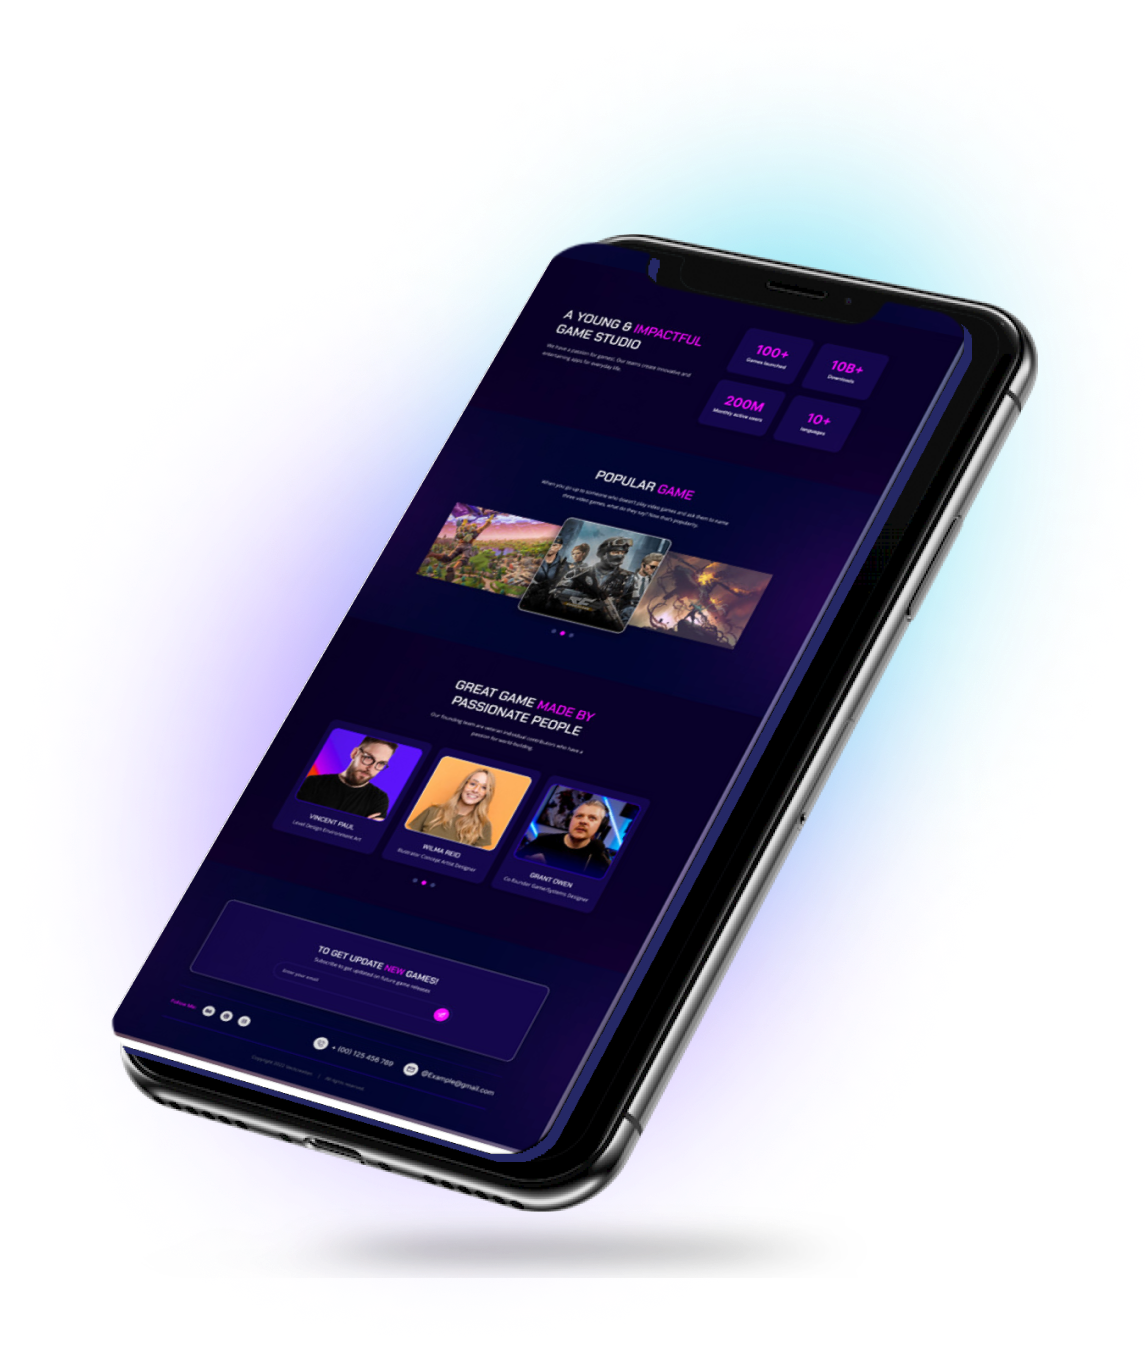 A YOUNG & IMPACTFUL
GAME STUDIO
We have a passion for games!. Our teams create innovative and
entertaining apps for everyday life.
100+
Games launched
10B+
Downloads
200M
Monthly active users
10+
languages
POPULAR GAME
When you go up to someone who doesn't play video games and ask them to name
three video games, what do they say? Now that's popularity.
GREAT GAME MADE BY
PASSIONATE PEOPLE
Our founding team are veteran individual contributors who have a
passion for world-building
VINCENT PAUL
Level Design Environment Art
WILMA REID
Illustrator Concept Artist Designer
GRANT OWEN
Co-founder Game Systems Designer
TO GET UPDATE NEW GAMES!
Subscribe to get updated on future game releases
Enter your email
Follow Me:
+ (00) 123 456 789
@Example@gmail.com
Copyright 2022
All rights reserved